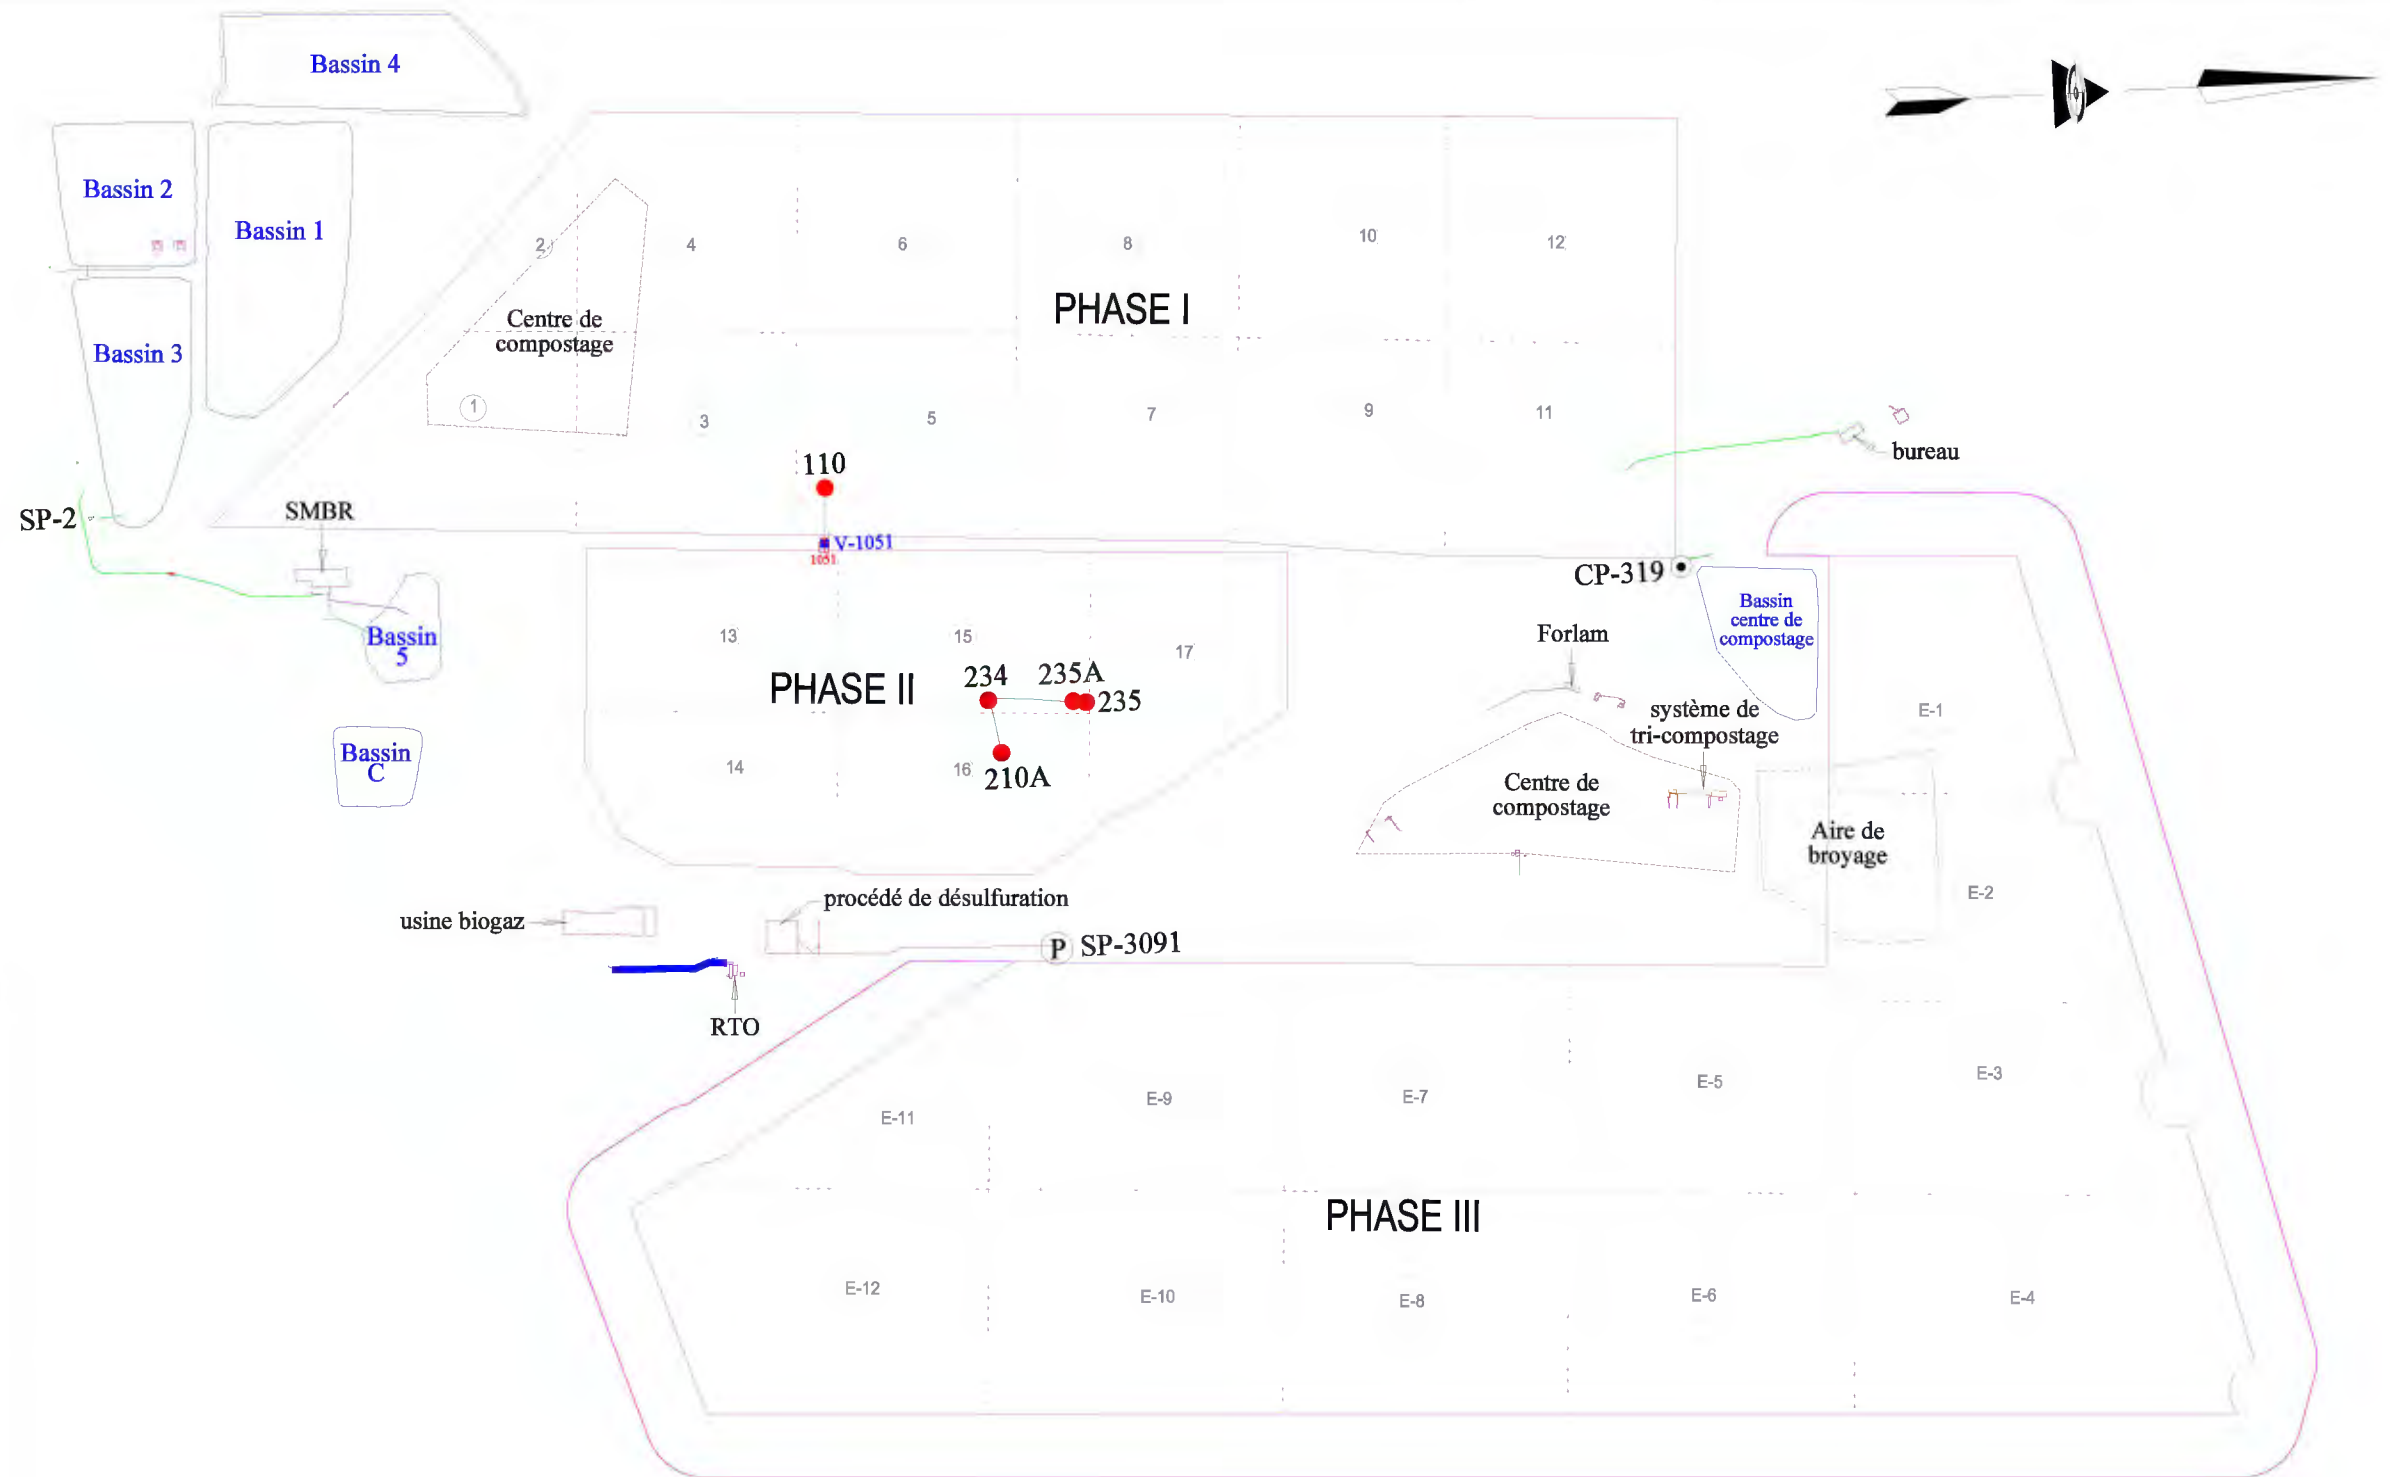 Bassin 4
Bassin 2
Bassin 1
Bassin 3
2
4
6
8
10
12
PHASE I
Centre de
compostage
1
3
5
7
9
11
110
bureau
SP-2
SMBR
V-1051
1051
CP-319
Bassin
5
Bassin
centre de
compostage
13
15
17
Forlam
PHASE II
234
235A
235
E-1
système de
tri-compostage
Bassin
C
14
16
210A
Centre de
compostage
Aire de
broyage
E-2
usine biogaz
procédé de désulfuration
P
SP-3091
RTO
E-11
E-9
E-7
E-5
E-3
PHASE III
E-12
E-10
E-8
E-6
E-4